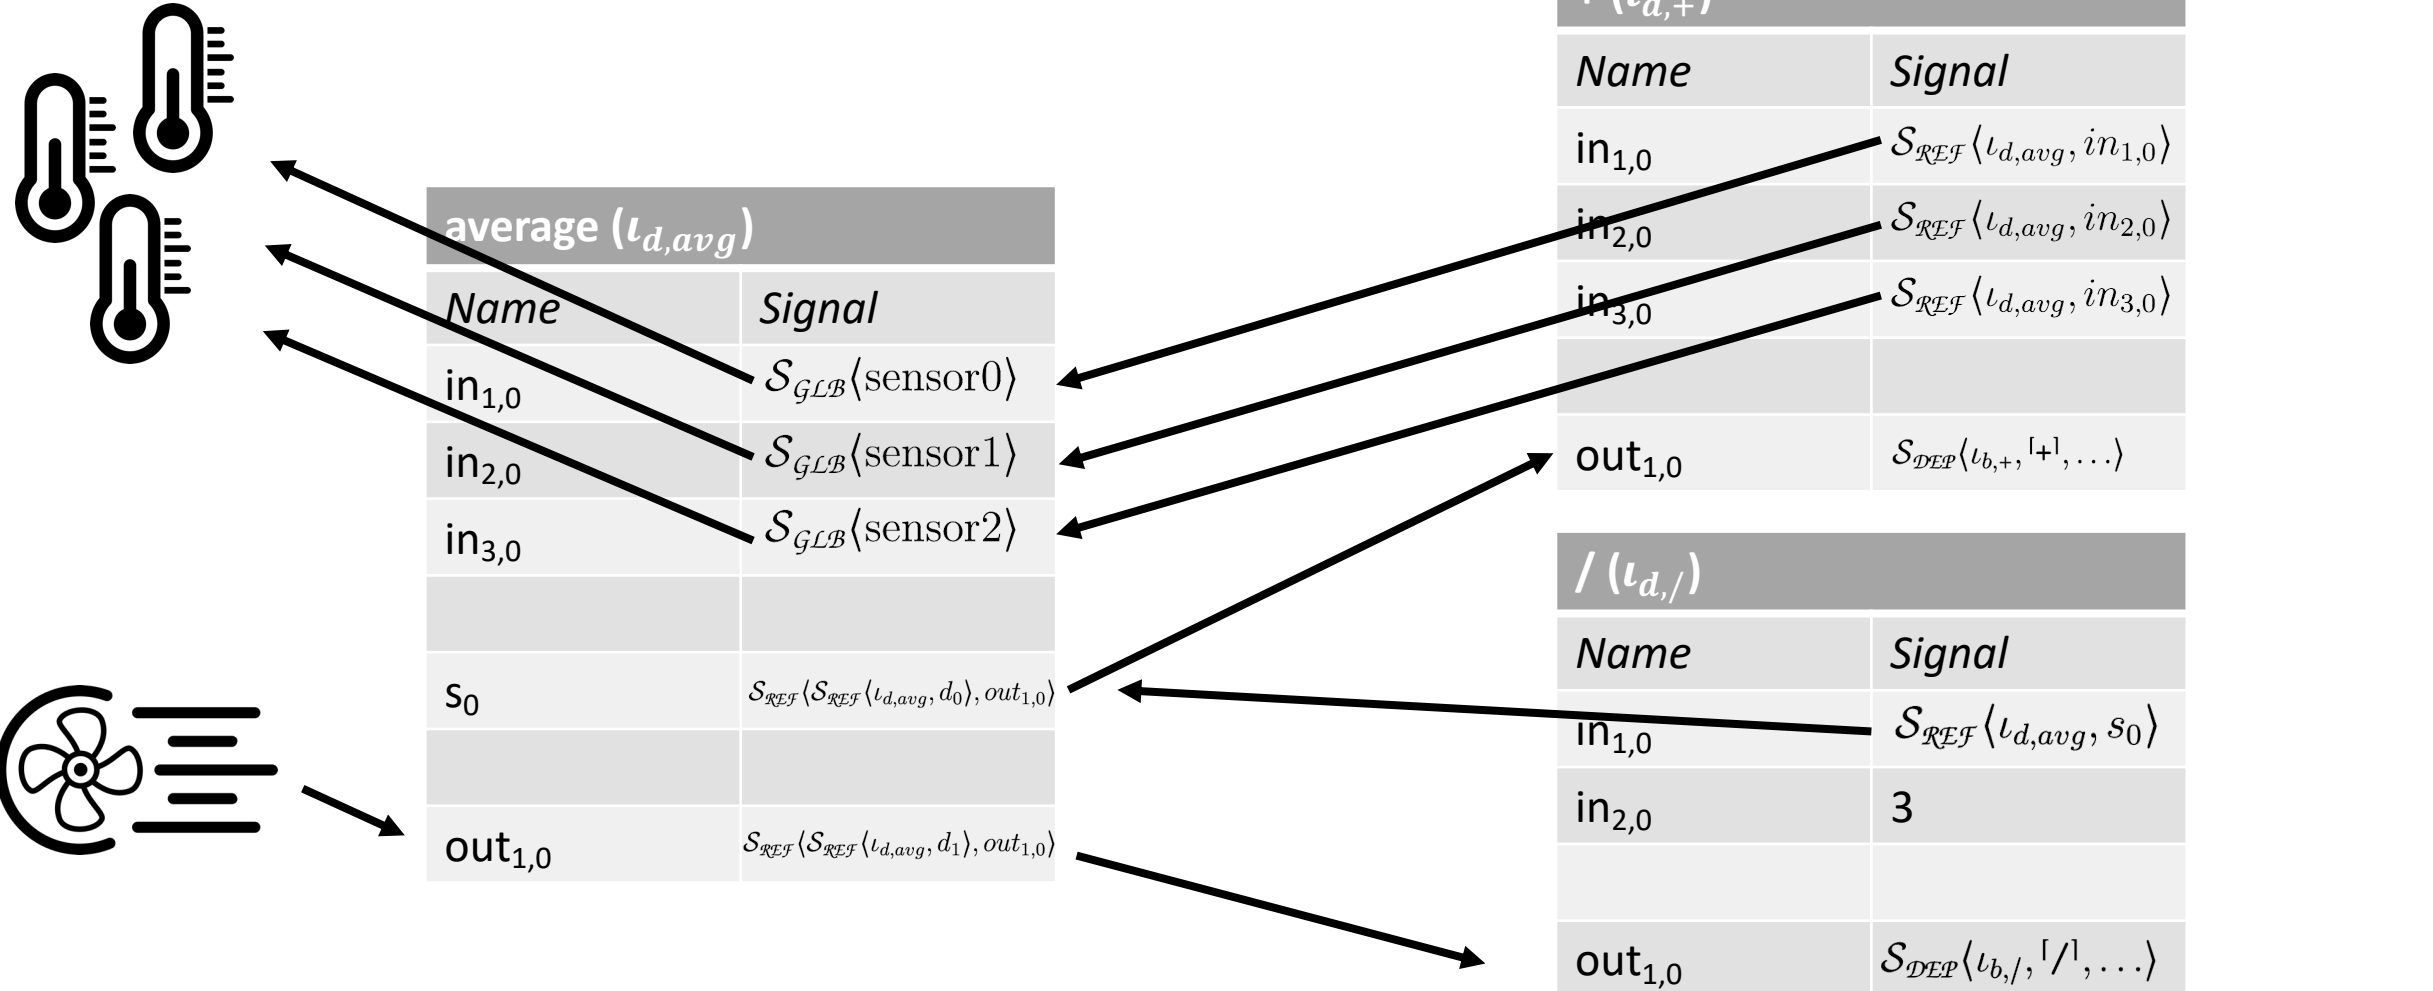 average (ι_{d,avg})
Name Signal
in_{1,0} 𝒮_{𝒢ℒℬ}⟨sensor0⟩
in_{2,0} 𝒮_{𝒢ℒℬ}⟨sensor1⟩
in_{3,0} 𝒮_{𝒢ℒℬ}⟨sensor2⟩
s_0 𝒮_{ℛℰℱ}⟨𝒮_{ℛℰℱ}⟨ι_{d,avg}, d_0⟩, out_{1,0}⟩
out_{1,0} 𝒮_{ℛℰℱ}⟨𝒮_{ℛℰℱ}⟨ι_{d,avg}, d_1⟩, out_{1,0}⟩
+ (ι_{d,+})
Name Signal
in_{1,0} 𝒮_{ℛℰℱ}⟨ι_{d,avg}, in_{1,0}⟩
in_{2,0} 𝒮_{ℛℰℱ}⟨ι_{d,avg}, in_{2,0}⟩
in_{3,0} 𝒮_{ℛℰℱ}⟨ι_{d,avg}, in_{3,0}⟩
out_{1,0} 𝒮_{𝒟ℰ𝒫}⟨ι_{b,+}, ⌈+⌉, …⟩
/ (ι_{d,/})
Name Signal
in_{1,0} 𝒮_{ℛℰℱ}⟨ι_{d,avg}, s_0⟩
in_{2,0} 3
out_{1,0} 𝒮_{𝒟ℰ𝒫}⟨ι_{b,/}, ⌈/⌉, …⟩